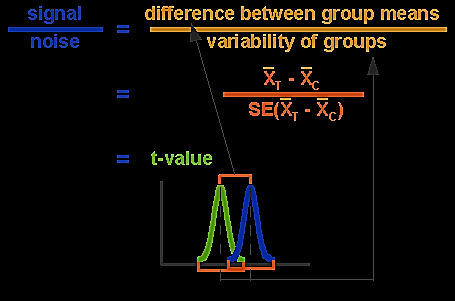 signal
noise
=
difference between group means
variability of groups
=
X̅T - X̅C
SE(X̅T - X̅C)
= t-value